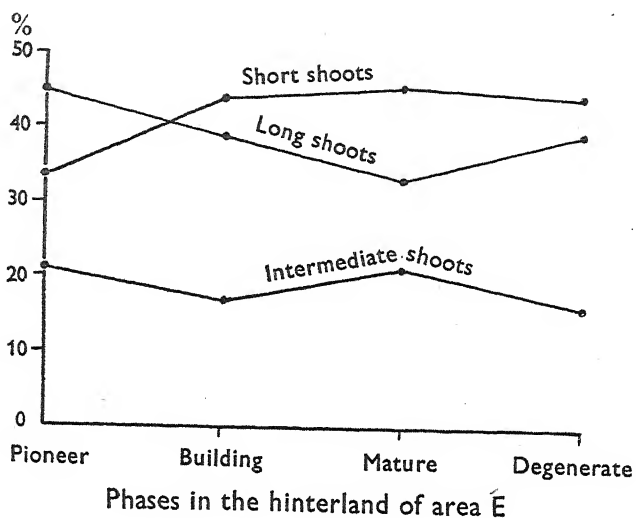 %
50
Short shoots
40
Long shoots
30
Intermediate shoots
20
10
0
Pioneer Building Mature Degenerate
Phases in the hinterland of area E